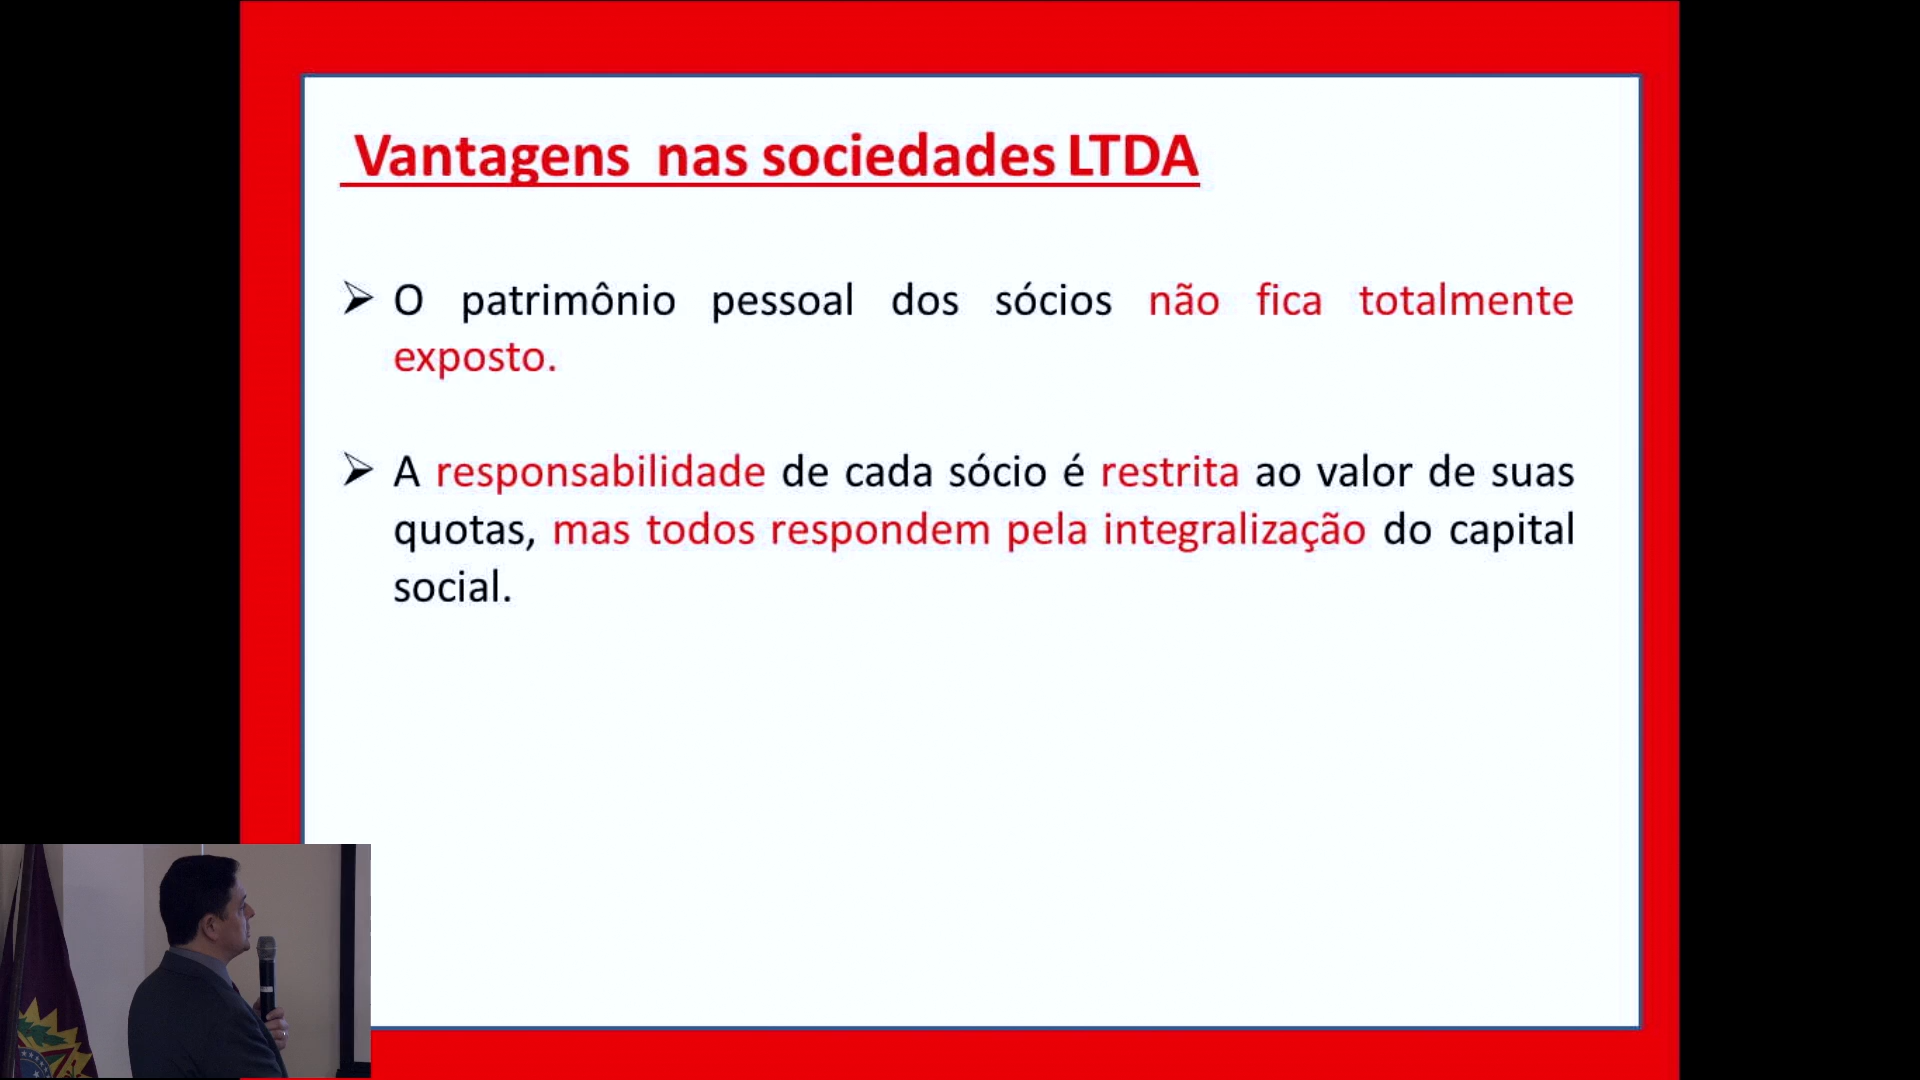 Vantagens nas sociedades LTDA
➢ O patrimônio pessoal dos sócios não fica totalmente
exposto.
➢ A responsabilidade de cada sócio é restrita ao valor de suas
quotas, mas todos respondem pela integralização do capital
social.